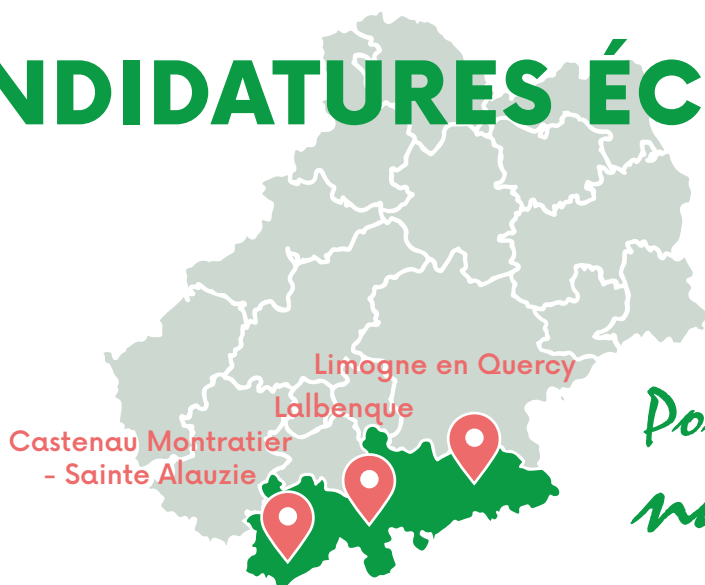 NDIDATURES ÉC
Limogne en Quercy
Lalbenque
Castenau Montratier
- Sainte Alauzie